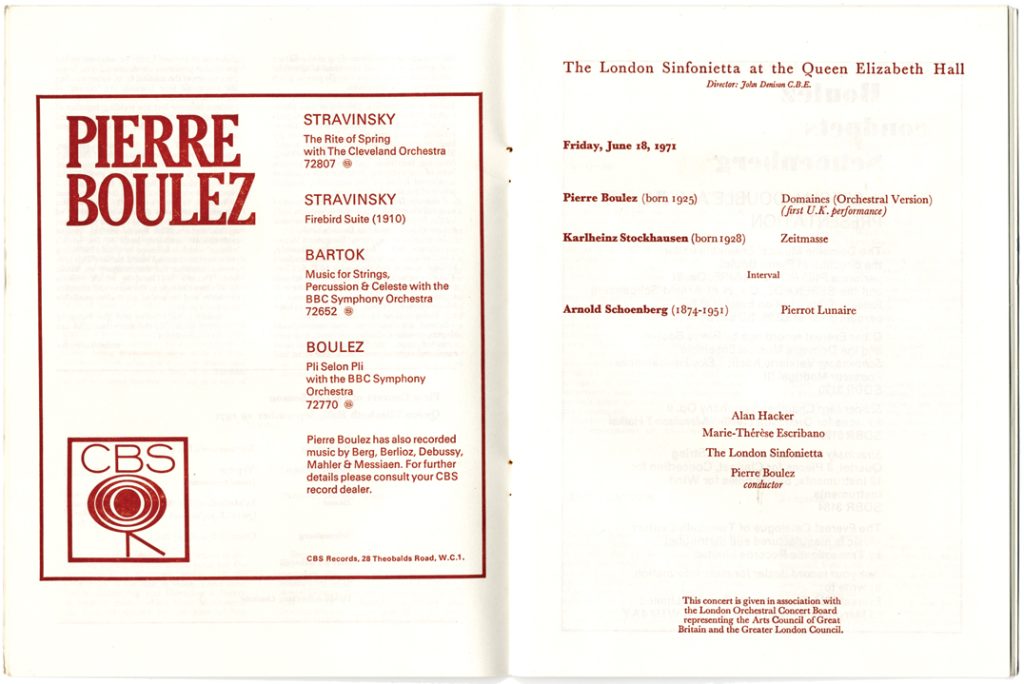 PIERRE
BOULEZ
STRAVINSKY
The Rite of Spring
with The Cleveland Orchestra
72807
STRAVINSKY
Firebird Suite (1910)
BARTOK
Music for Strings,
Percussion & Celeste with the
BBC Symphony Orchestra
72652
BOULEZ
Pli Selon Pli
with the BBC Symphony
Orchestra
72770
Pierre Boulez has also recorded
music by Berg, Berlioz, Debussy,
Mahler & Messiaen. For further
details please consult your CBS
record dealer.
CBS
CBS Records, 28 Theobalds Road, W.C.1.
The London Sinfonietta at the Queen Elizabeth Hall
Director: John Denison C.B.E.
Friday, June 18, 1971
Pierre Boulez (born 1925) Domaines (Orchestral Version)
(first U.K. performance)
Karlheinz Stockhausen (born 1928) Zeitmasse
Interval
Arnold Schoenberg (1874-1951) Pierrot Lunaire
Alan Hacker
Marie-Thérèse Escribano
The London Sinfonietta
Pierre Boulez
conductor
This concert is given in association with
the London Orchestral Concert Board
representing the Arts Council of Great
Britain and the Greater London Council.